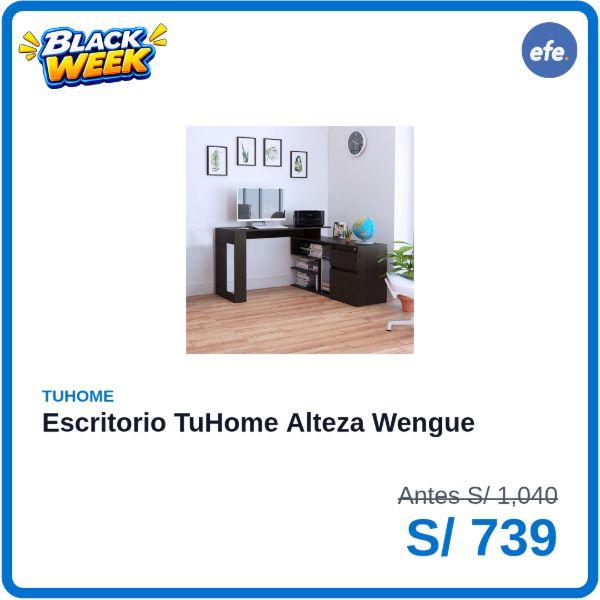 BLACK
WEEK
efe.
TUHOME
Escritorio TuHome Alteza Wengue
Antes S/ 1,040
S/ 739